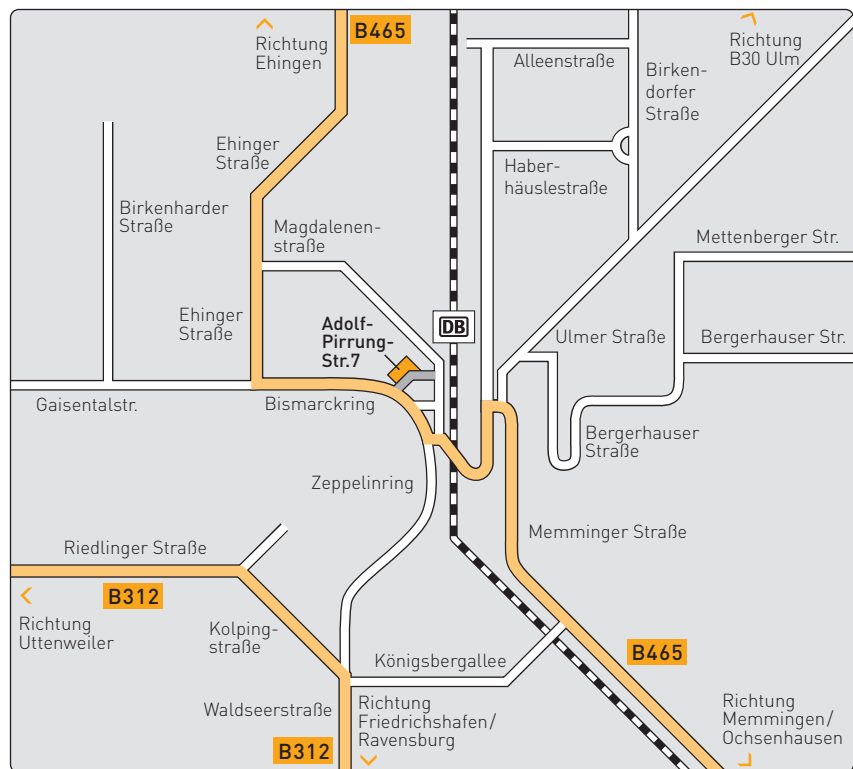 Richtung
Ehingen
B465
Alleenstraße
Richtung
B30 Ulm
Birken-
dorfer
Straße
Ehinger
Straße
Haber-
häuslestraße
Birkenharder
Straße
Magdalenen-
straße
Mettenberger Str.
Ehinger
Straße
Adolf-
Pirrung-
Str.7
DB
Ulmer Straße
Bergerhauser Str.
Gaisentalstr.
Bismarckring
Bergerhauser
Straße
Zeppelinring
Memminger Straße
Riedlinger Straße
B312
Richtung
Uttenweiler
Kolping-
straße
Königsbergallee
B465
Waldseerstraße
Richtung
Friedrichshafen/
Ravensburg
B312
Richtung
Memmingen/
Ochsenhausen